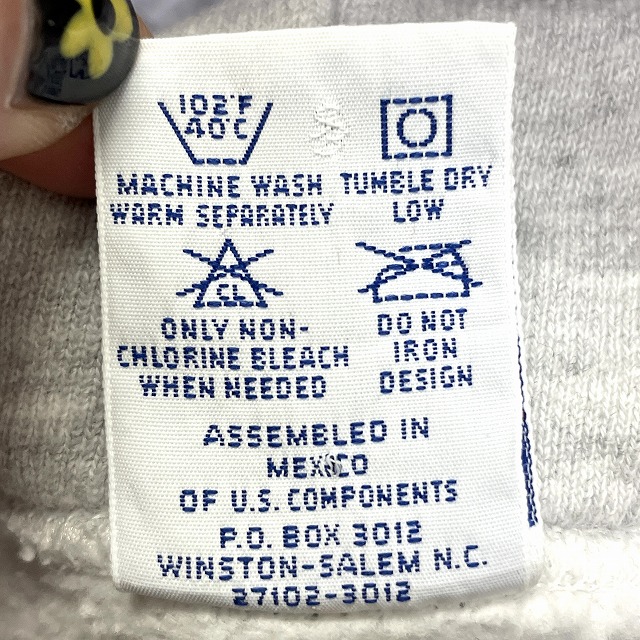 102°F
40°C
MACHINE WASH
WARM SEPARATELY
TUMBLE DRY
LOW
CL
ONLY NON-
CHLORINE BLEACH
WHEN NEEDED
DO NOT
IRON
DESIGN
ASSEMBLED IN
MEXICO
OF U.S. COMPONENTS
P.O. BOX 3012
WINSTON-SALEM N.C.
27102-3012